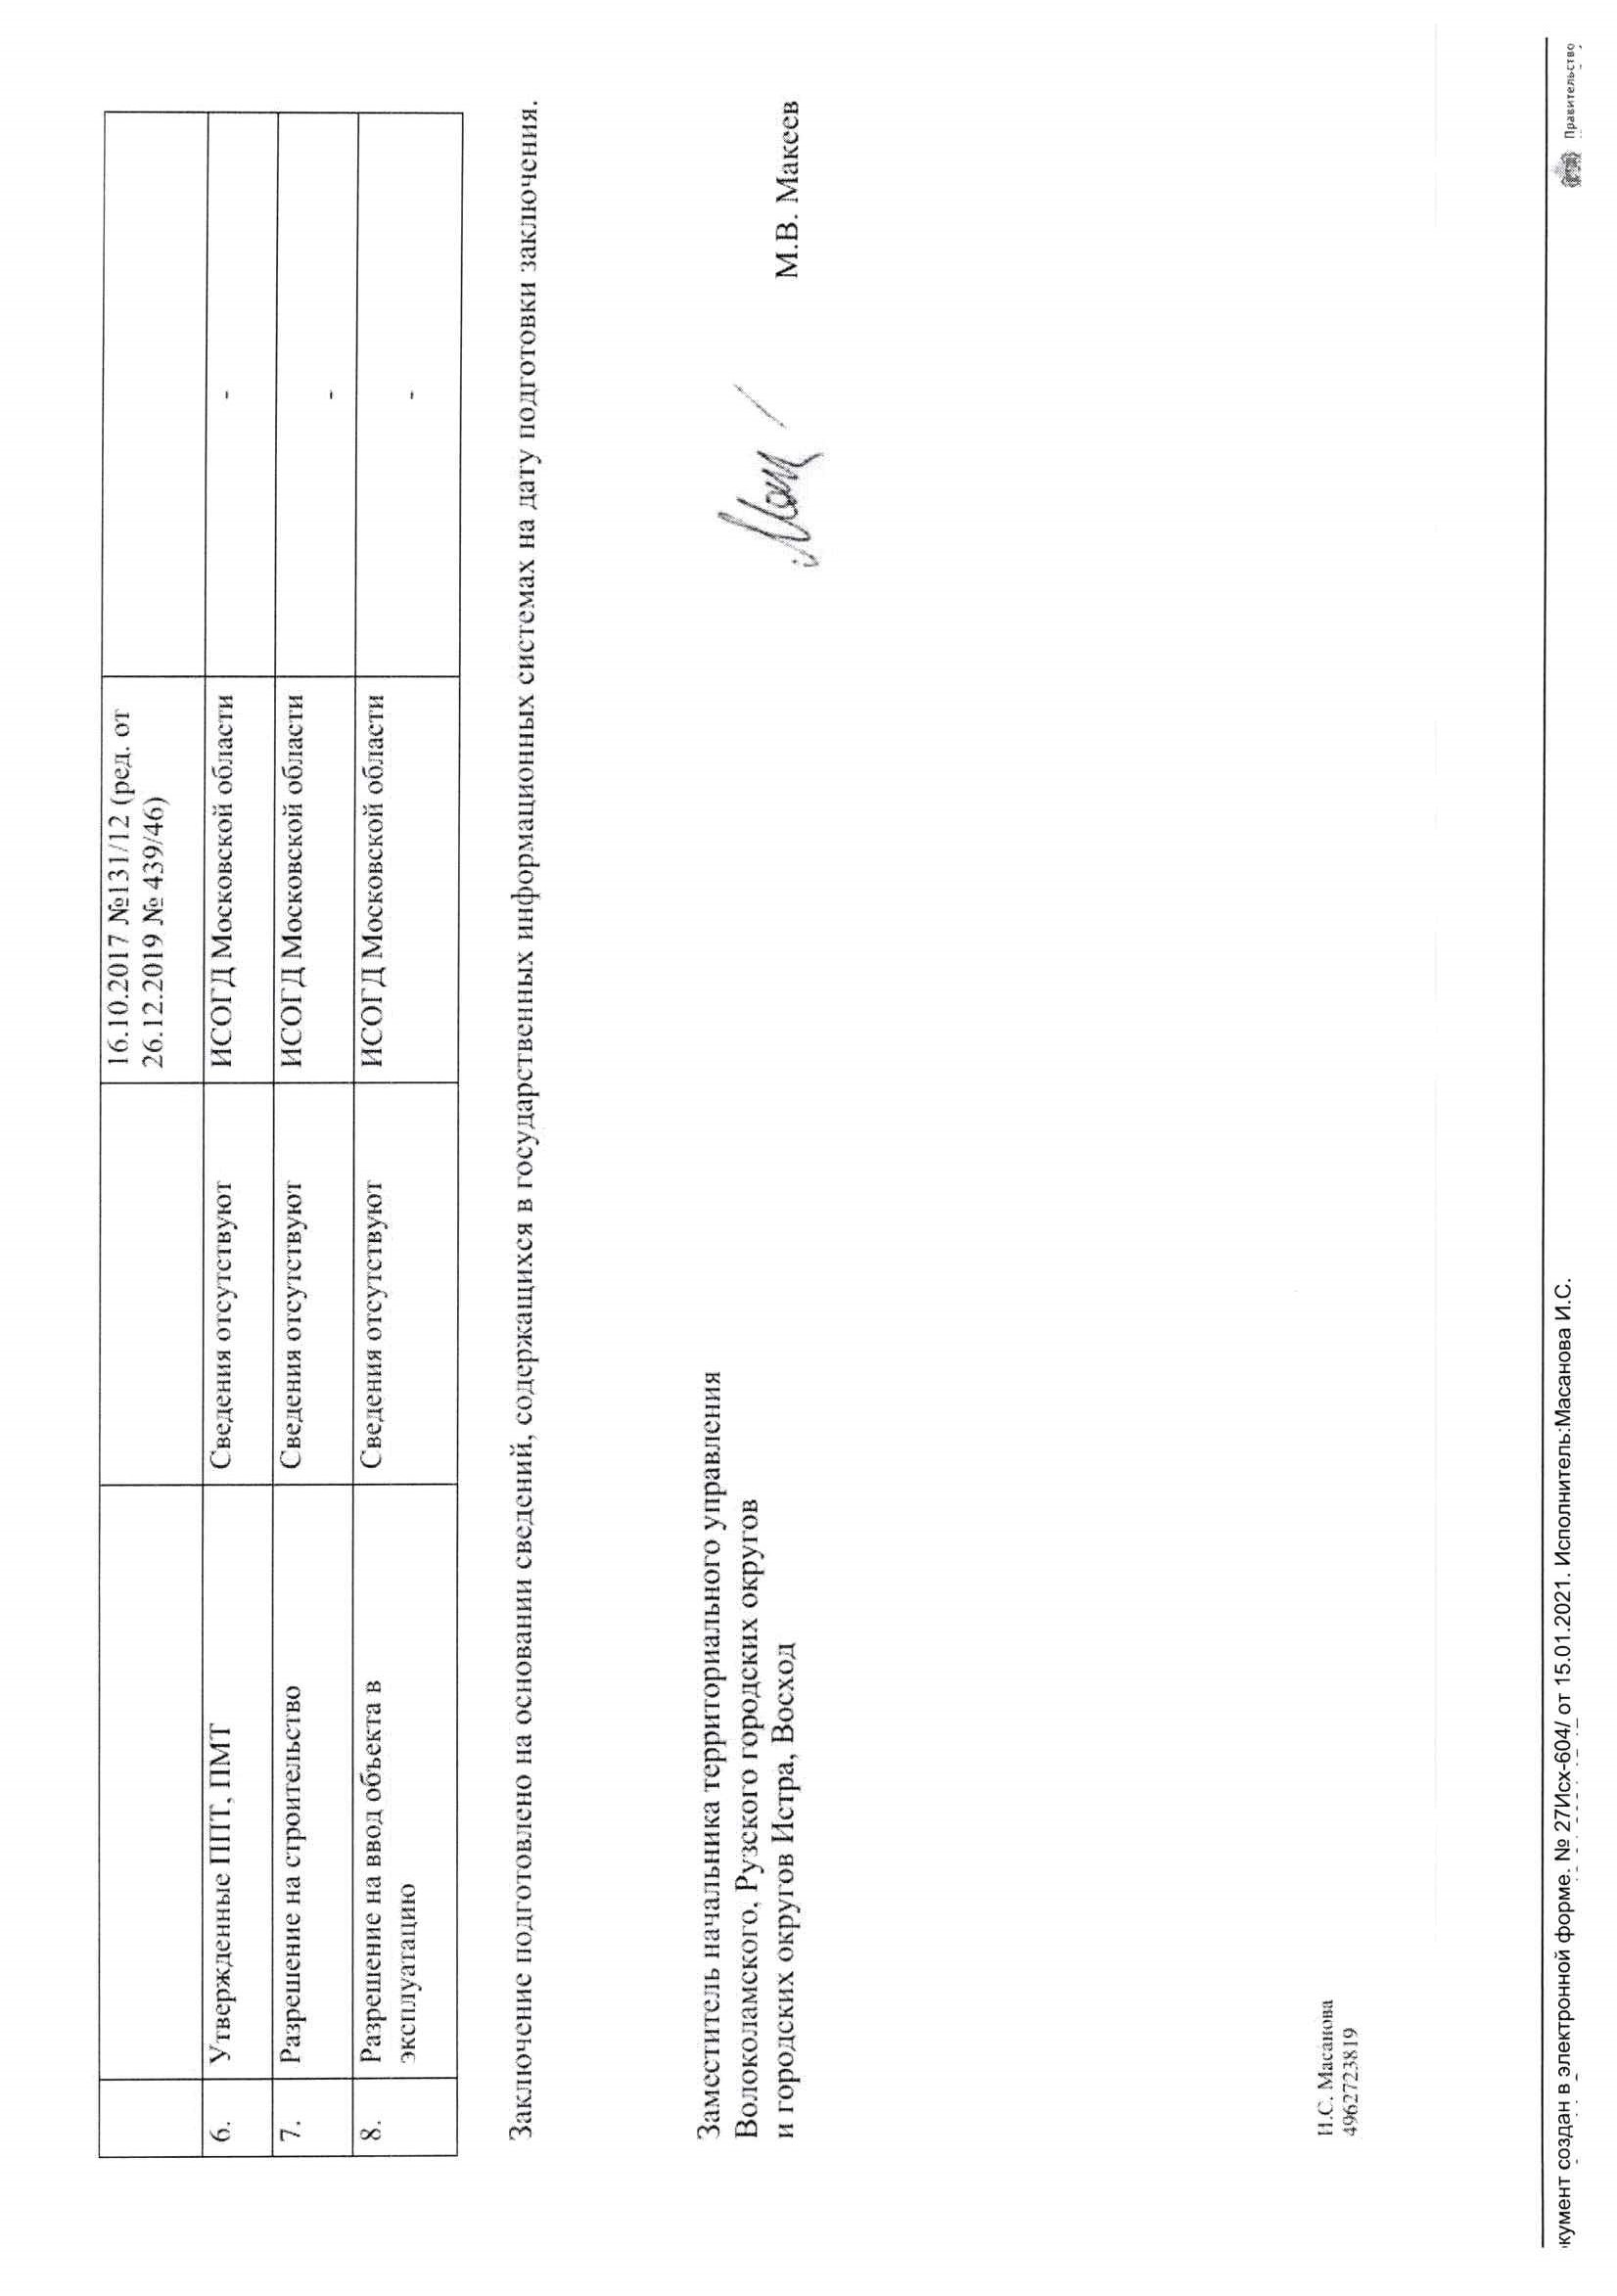 16.10.2017 №131/12 (ред. от
26.12.2019 № 439/46)
6. Утвержденные ППТ, ПМТ Сведения отсутствуют ИСОГД Московской области -
7. Разрешение на строительство Сведения отсутствуют ИСОГД Московской области -
8. Разрешение на ввод объекта в Сведения отсутствуют ИСОГД Московской области -
эксплуатацию
Заключение подготовлено на основании сведений, содержащихся в государственных информационных системах на дату подготовки заключения.
Заместитель начальника территориального управления
Волоколамского, Рузского городских округов
и городских округов Истра, Восход М.В. Макеев
И.С. Масанова
4962723819
кумент создан в электронной форме. № 27Исх-604/ от 15.01.2021. Исполнитель:Масанова И.С.
Правительство